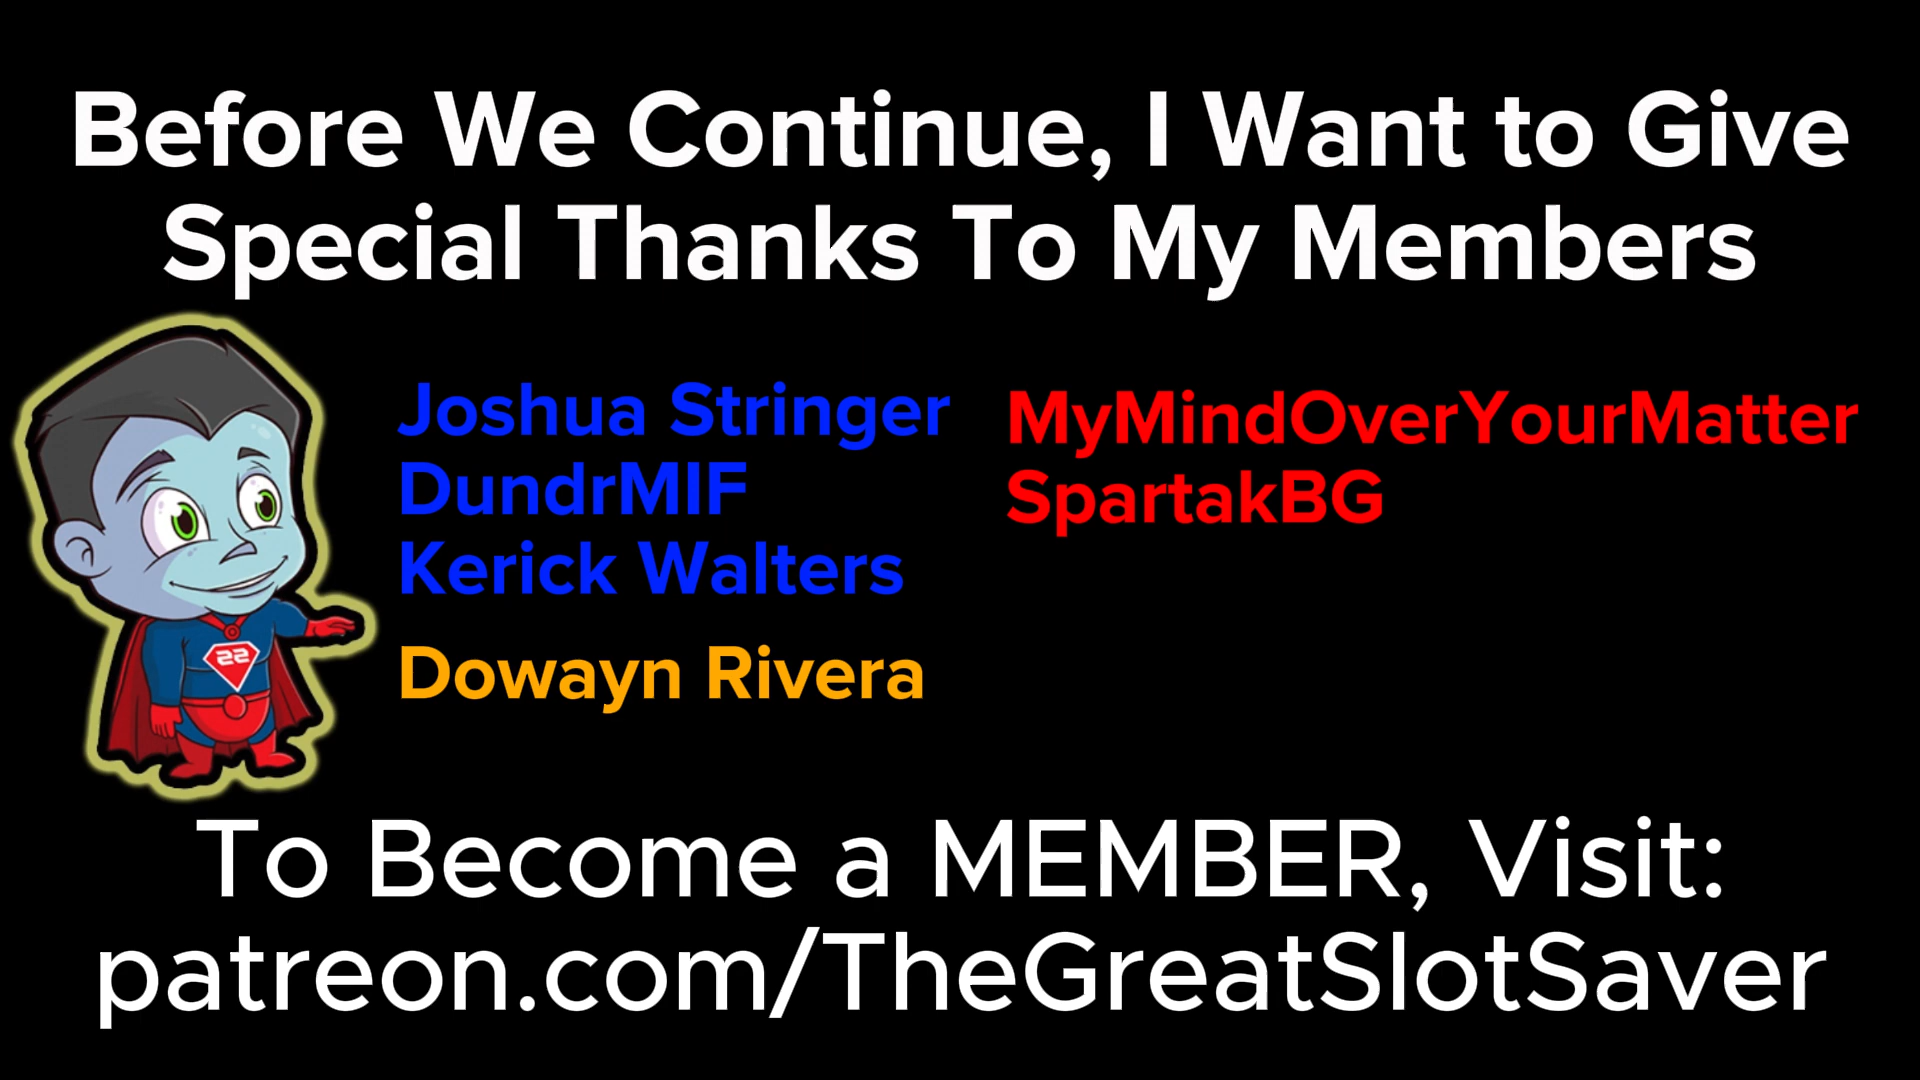 Before We Continue, I Want to Give
Special Thanks To My Members
Joshua Stringer
DundrMIF
Kerick Walters
Dowayn Rivera
MyMindOverYourMatter
SpartakBG
22
To Become a MEMBER, Visit:
patreon.com/TheGreatSlotSaver